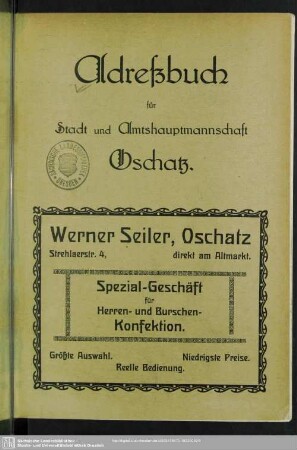 Adreßbuch
für
Stadt und Amtshauptmannschaft
Oschatz.
Werner Seiler, Oschatz
Strehlaerstr. 4, direkt am Altmarkt.
Spezial-Geschäft
für
Herren- und Burschen-
Konfektion.
Größte Auswahl. Niedrigste Preise.
Reelle Bedienung.